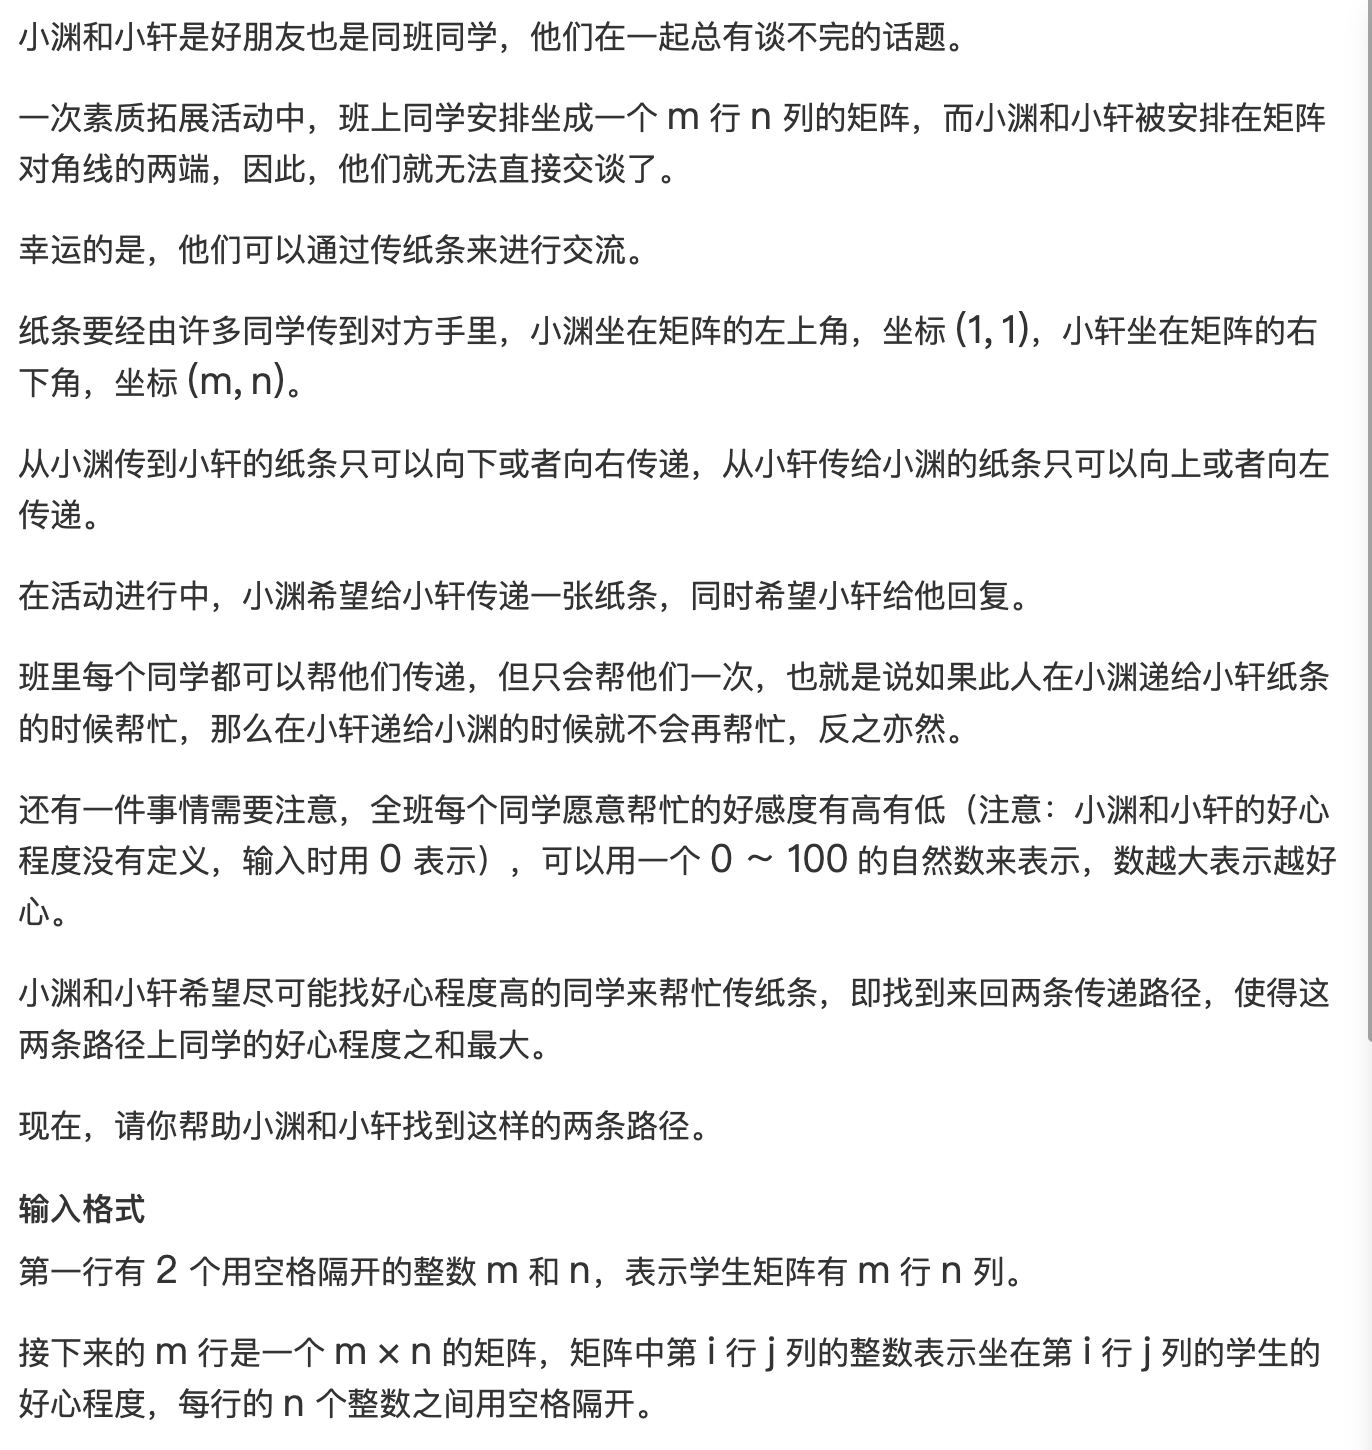 小渊和小轩是好朋友也是同班同学，他们在一起总有谈不完的话题。
一次素质拓展活动中，班上同学安排坐成一个 m 行 n 列的矩阵，而小渊和小轩被安排在矩阵
对角线的两端，因此，他们就无法直接交谈了。
幸运的是，他们可以通过传纸条来进行交流。
纸条要经由许多同学传到对方手里，小渊坐在矩阵的左上角，坐标 (1, 1)，小轩坐在矩阵的右
下角，坐标 (m, n)。
从小渊传到小轩的纸条只可以向下或者向右传递，从小轩传给小渊的纸条只可以向上或者向左
传递。
在活动进行中，小渊希望给小轩传递一张纸条，同时希望小轩给他回复。
班里每个同学都可以帮他们传递，但只会帮他们一次，也就是说如果此人在小渊递给小轩纸条
的时候帮忙，那么在小轩递给小渊的时候就不会再帮忙，反之亦然。
还有一件事情需要注意，全班每个同学愿意帮忙的好感度有高有低（注意：小渊和小轩的好心
程度没有定义，输入时用 0 表示），可以用一个 0 ∼ 100 的自然数来表示，数越大表示越好
心。
小渊和小轩希望尽可能找好心程度高的同学来帮忙传纸条，即找到来回两条传递路径，使得这
两条路径上同学的好心程度之和最大。
现在，请你帮助小渊和小轩找到这样的两条路径。
输入格式
第一行有 2 个用空格隔开的整数 m 和 n，表示学生矩阵有 m 行 n 列。
接下来的 m 行是一个 m × n 的矩阵，矩阵中第 i 行 j 列的整数表示坐在第 i 行 j 列的学生的
好心程度，每行的 n 个整数之间用空格隔开。